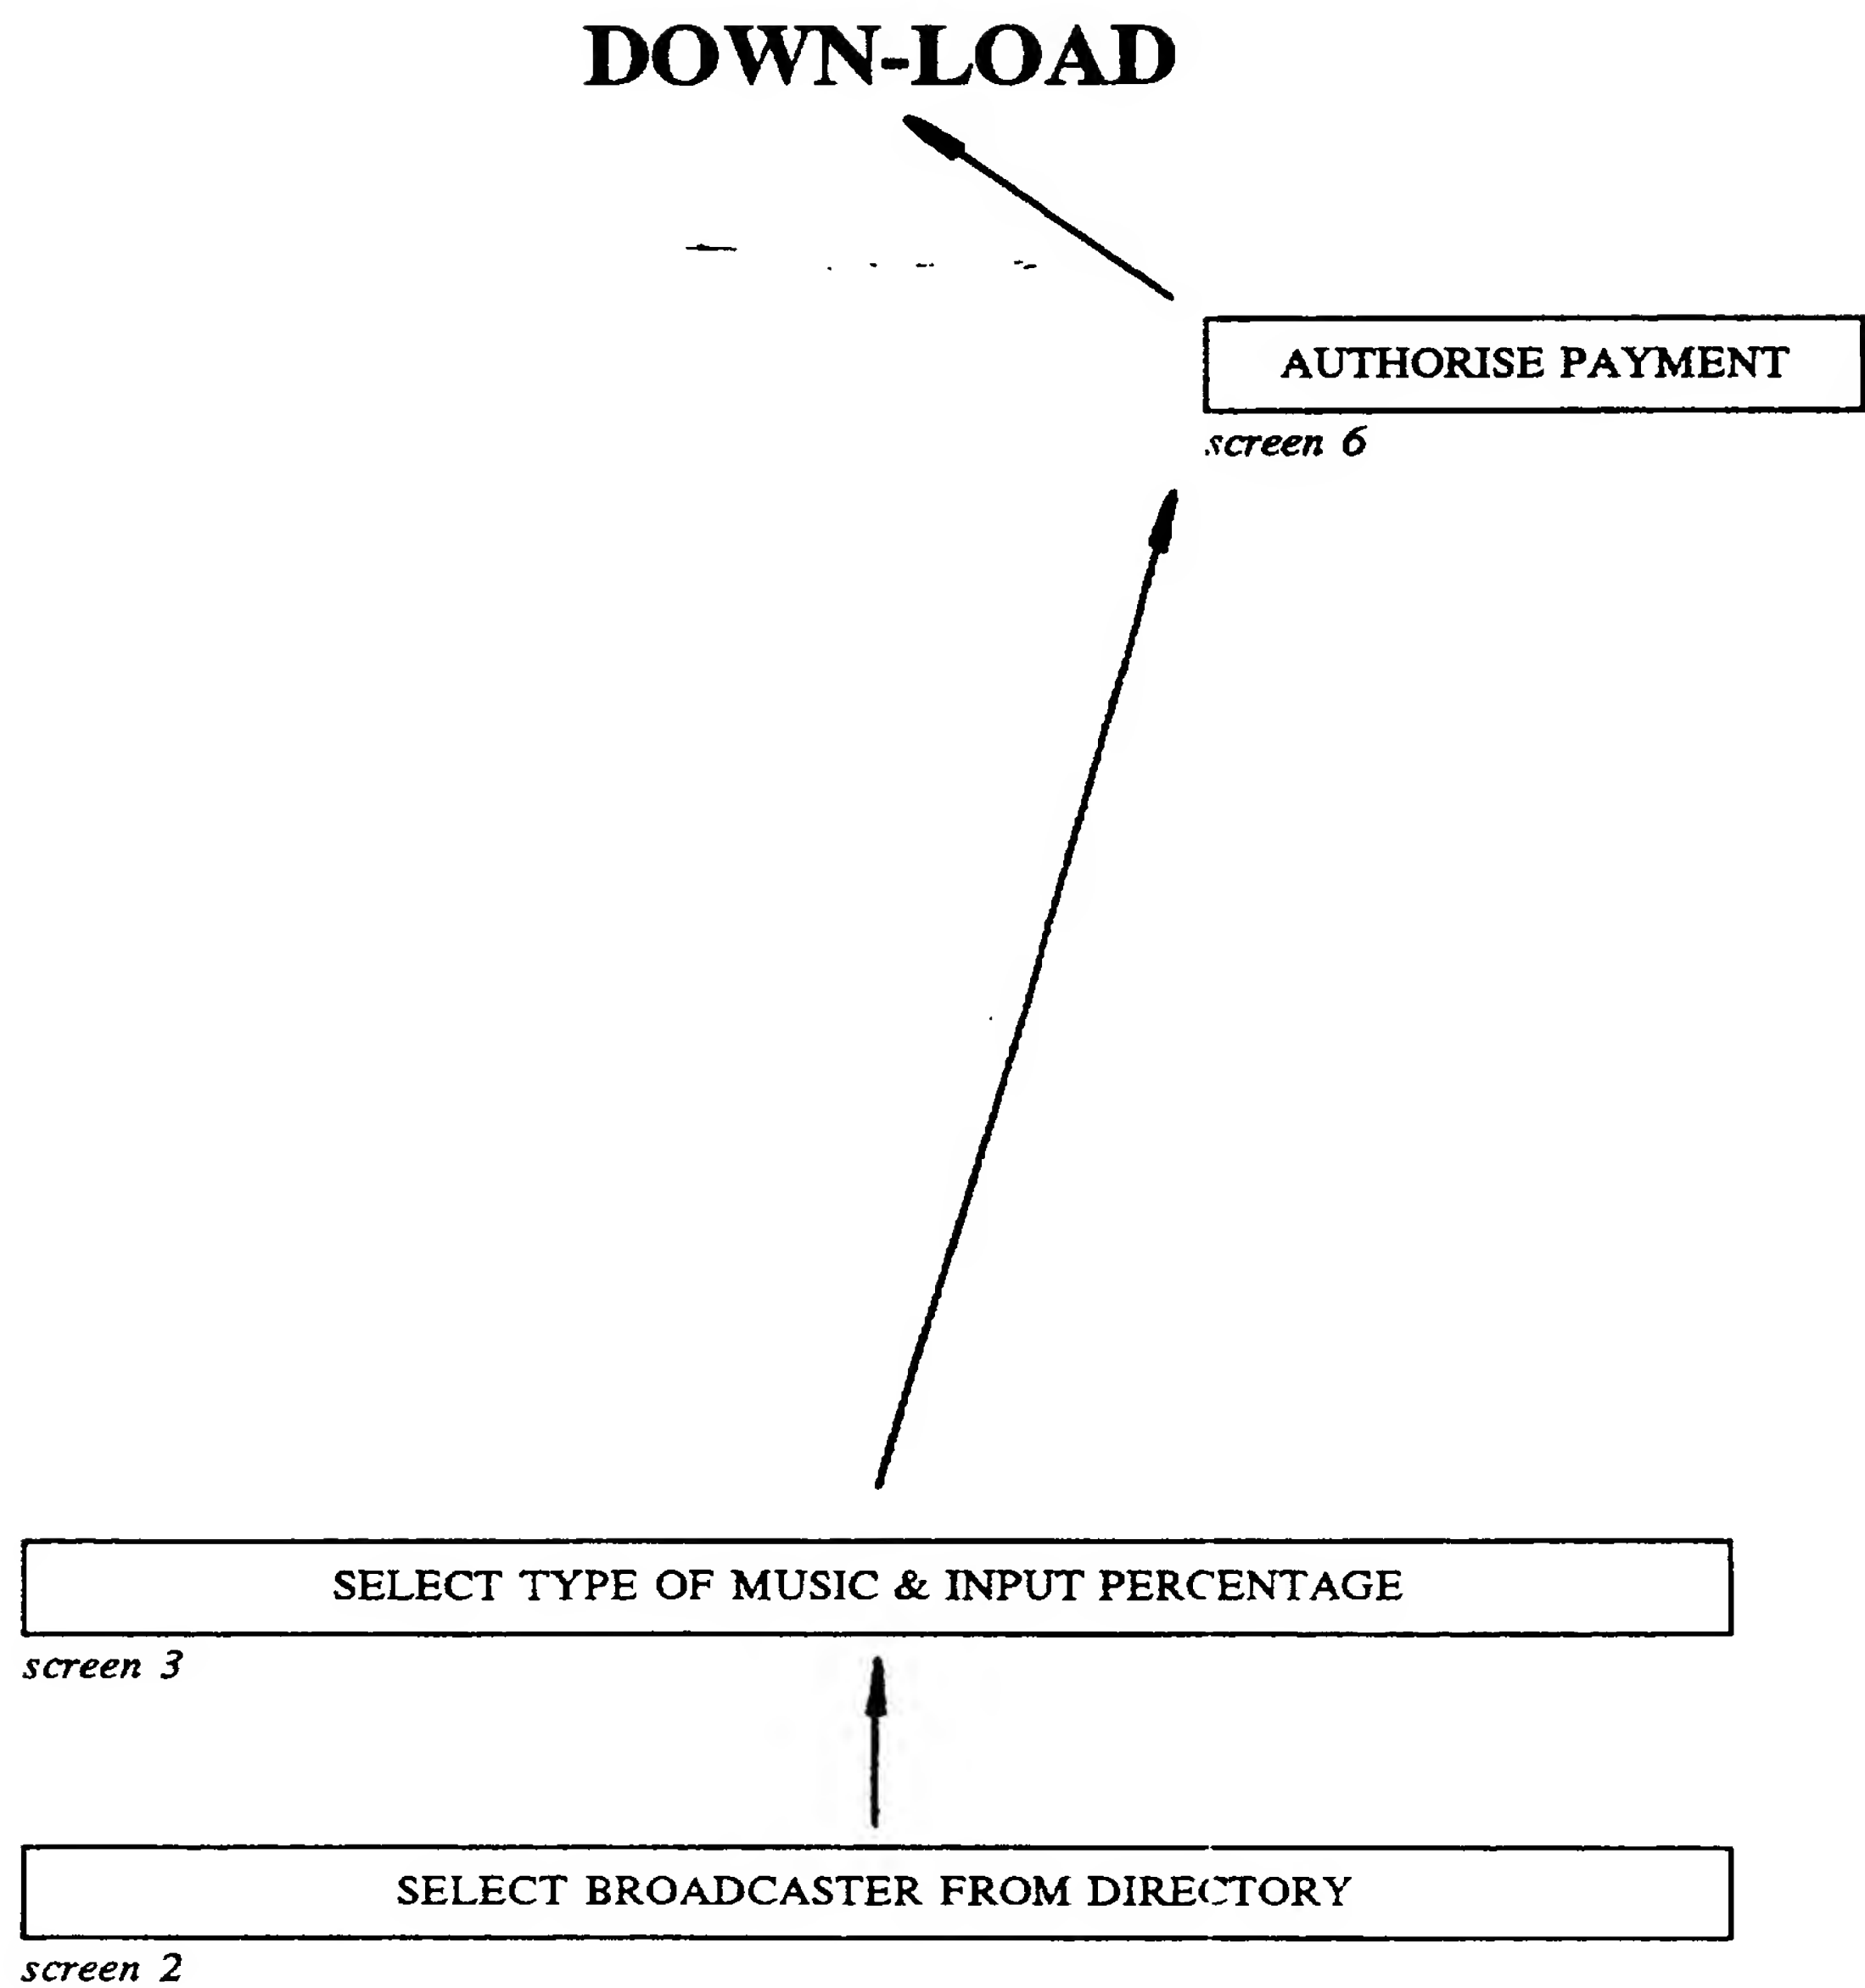 DOWN-LOAD
AUTHORISE PAYMENT
screen 6
SELECT TYPE OF MUSIC & INPUT PERCENTAGE
screen 3
SELECT BROADCASTER FROM DIRECTORY
screen 2